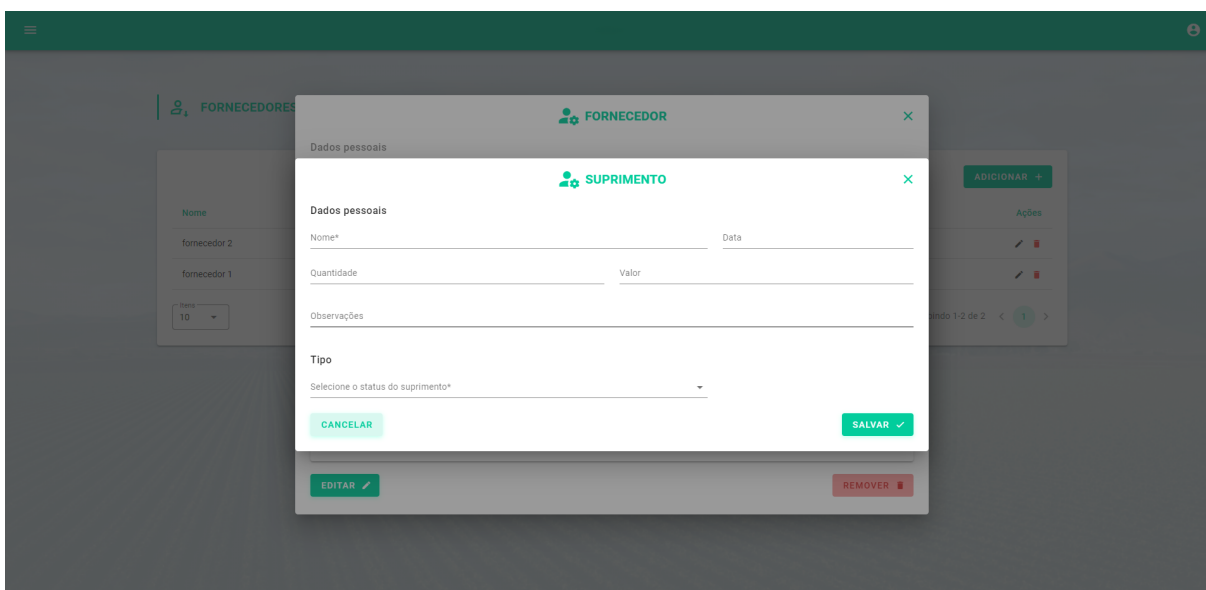 FORNECEDORES
FORNECEDOR
Dados pessoais
SUPRIMENTO
ADICIONAR +
Dados pessoais
Nome
Ações
Nome*
Data
fornecedor 2
Quantidade
Valor
fornecedor 1
Itens
10
Observações
bindo 1-2 de 2 < 1 >
Tipo
Selecione o status do suprimento*
CANCELAR
SALVAR
EDITAR
REMOVER